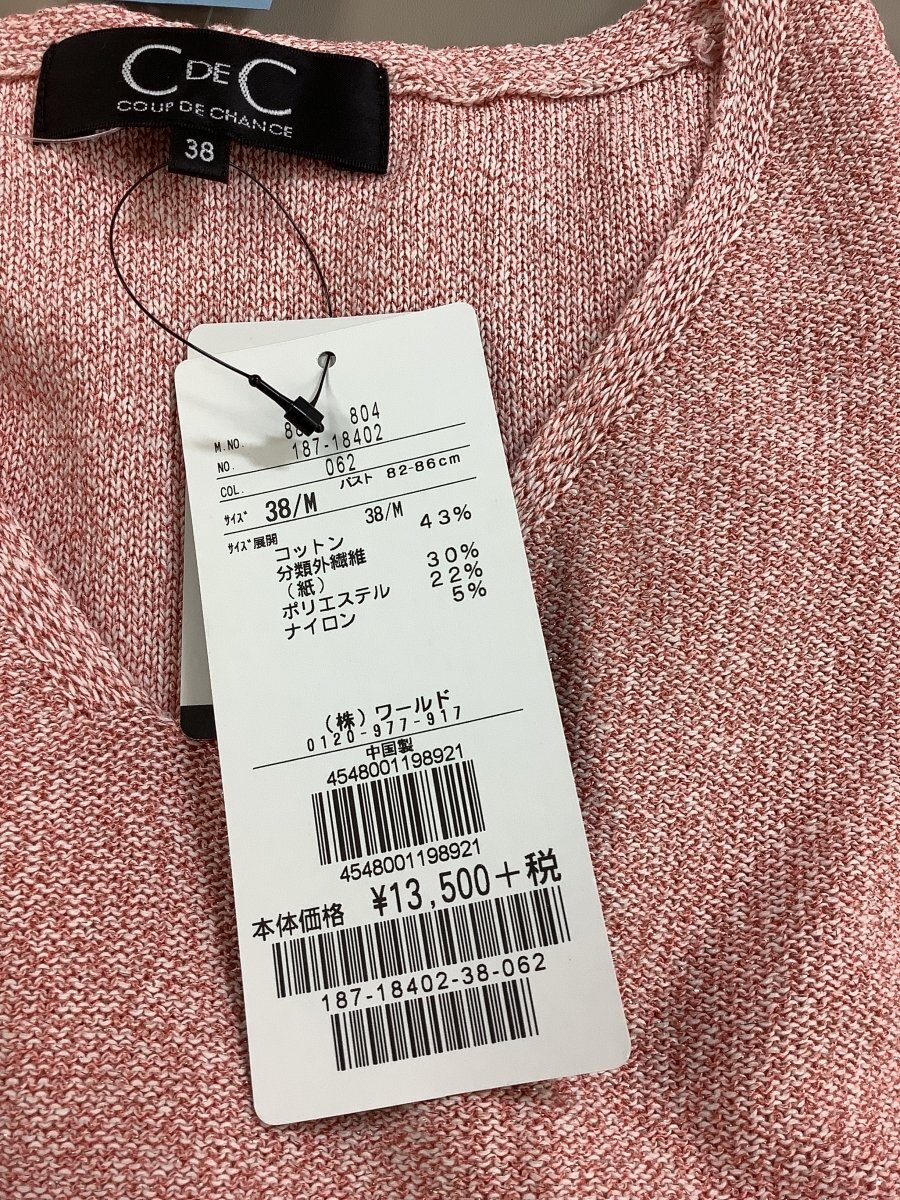 C DE C
COUP DE CHANCE
38
M.NO. 804
NO. 187-18402
COL. 062
サイズ 38/M バスト 82-86cm
サイズ展開 38/M
コットン 43%
分類外繊維
(紙) 30%
ポリエステル 22%
ナイロン 5%
(株)ワールド
0120-977-917
中国製
4548001198921
4548001198921
本体価格 ¥13,500+税
187-18402-38-062